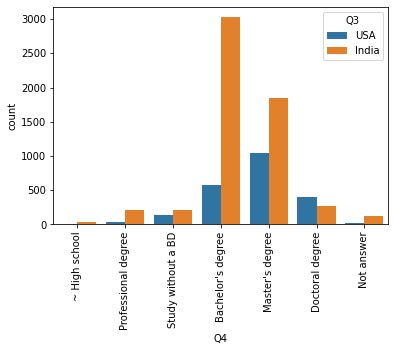 Q3
USA
India
3000
2500
2000
1500
1000
500
0
count
~ High school
Professional degree
Study without a BD
Bachelor's degree
Master's degree
Doctoral degree
Not answer
Q4